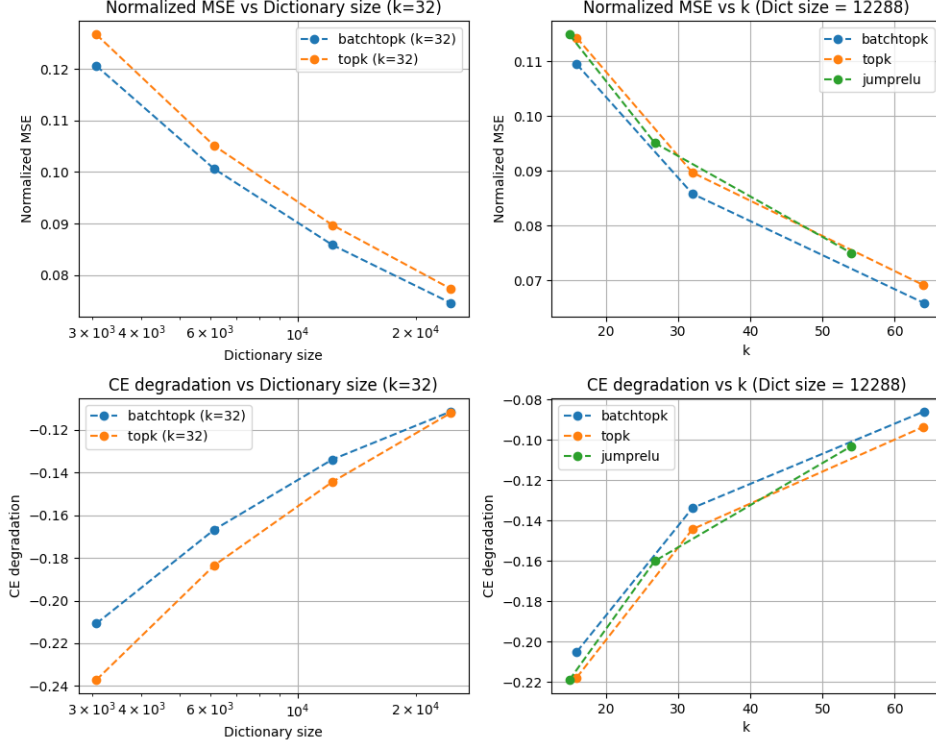 Normalized MSE vs Dictionary size (k=32)
Normalized MSE
0.12
0.11
0.10
0.09
0.08
batchtopk (k=32)
topk (k=32)
3 × 10³ 4 × 10³ 6 × 10³ 10⁴ 2 × 10⁴
Dictionary size
Normalized MSE vs k (Dict size = 12288)
Normalized MSE
0.11
0.10
0.09
0.08
0.07
batchtopk
topk
jumprelu
20 30 40 50 60
k
CE degradation vs Dictionary size (k=32)
CE degradation
−0.12
−0.14
−0.16
−0.18
−0.20
−0.22
−0.24
batchtopk (k=32)
topk (k=32)
3 × 10³ 4 × 10³ 6 × 10³ 10⁴ 2 × 10⁴
Dictionary size
CE degradation vs k (Dict size = 12288)
CE degradation
−0.08
−0.10
−0.12
−0.14
−0.16
−0.18
−0.20
−0.22
batchtopk
topk
jumprelu
20 30 40 50 60
k